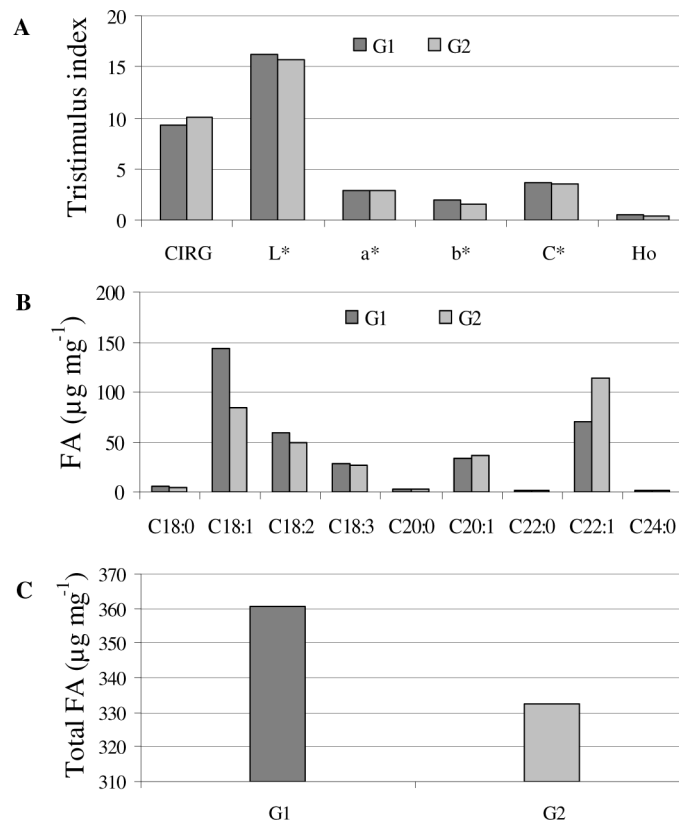 A
Tristimulus index
20
15
10
5
0
G1 G2
CIRG L* a* b* C* Ho
B
FA (µg mg-1)
200
150
100
50
0
G1 G2
C18:0 C18:1 C18:2 C18:3 C20:0 C20:1 C22:0 C22:1 C24:0
C
Total FA (µg mg-1)
370
360
350
340
330
320
310
G1 G2